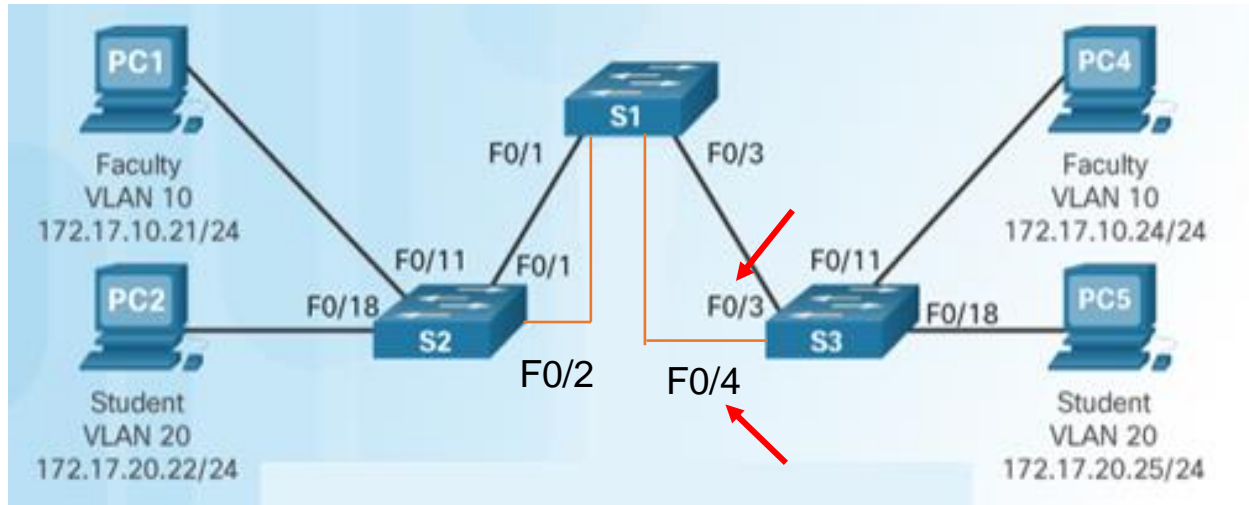 PC1
Faculty
VLAN 10
172.17.10.21/24
PC2
Student
VLAN 20
172.17.20.22/24
S1
F0/1
F0/3
F0/11
F0/1
F0/18
S2
F0/2
F0/4
F0/3
F0/11
F0/18
S3
PC4
Faculty
VLAN 10
172.17.10.24/24
PC5
Student
VLAN 20
172.17.20.25/24